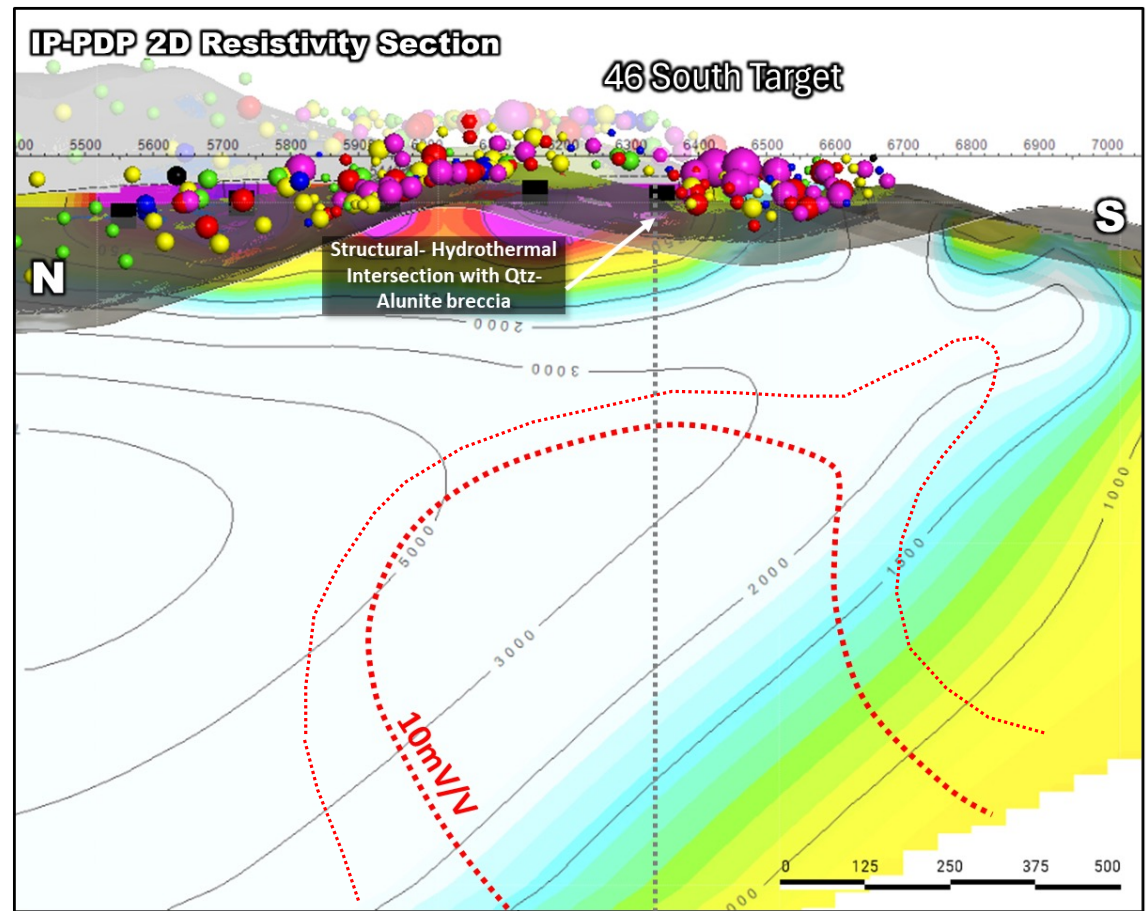 IP-PDP 2D Resistivity Section
46 South Target
5500 5600 5700 6300 6400 6500 6600 6700 6800 6900 7000
S
Structural- Hydrothermal
Intersection with Qtz-
Alunite breccia
N
2000
3000
1000
5000
1500
2000
3000
10mV/V
0 125 250 375 500